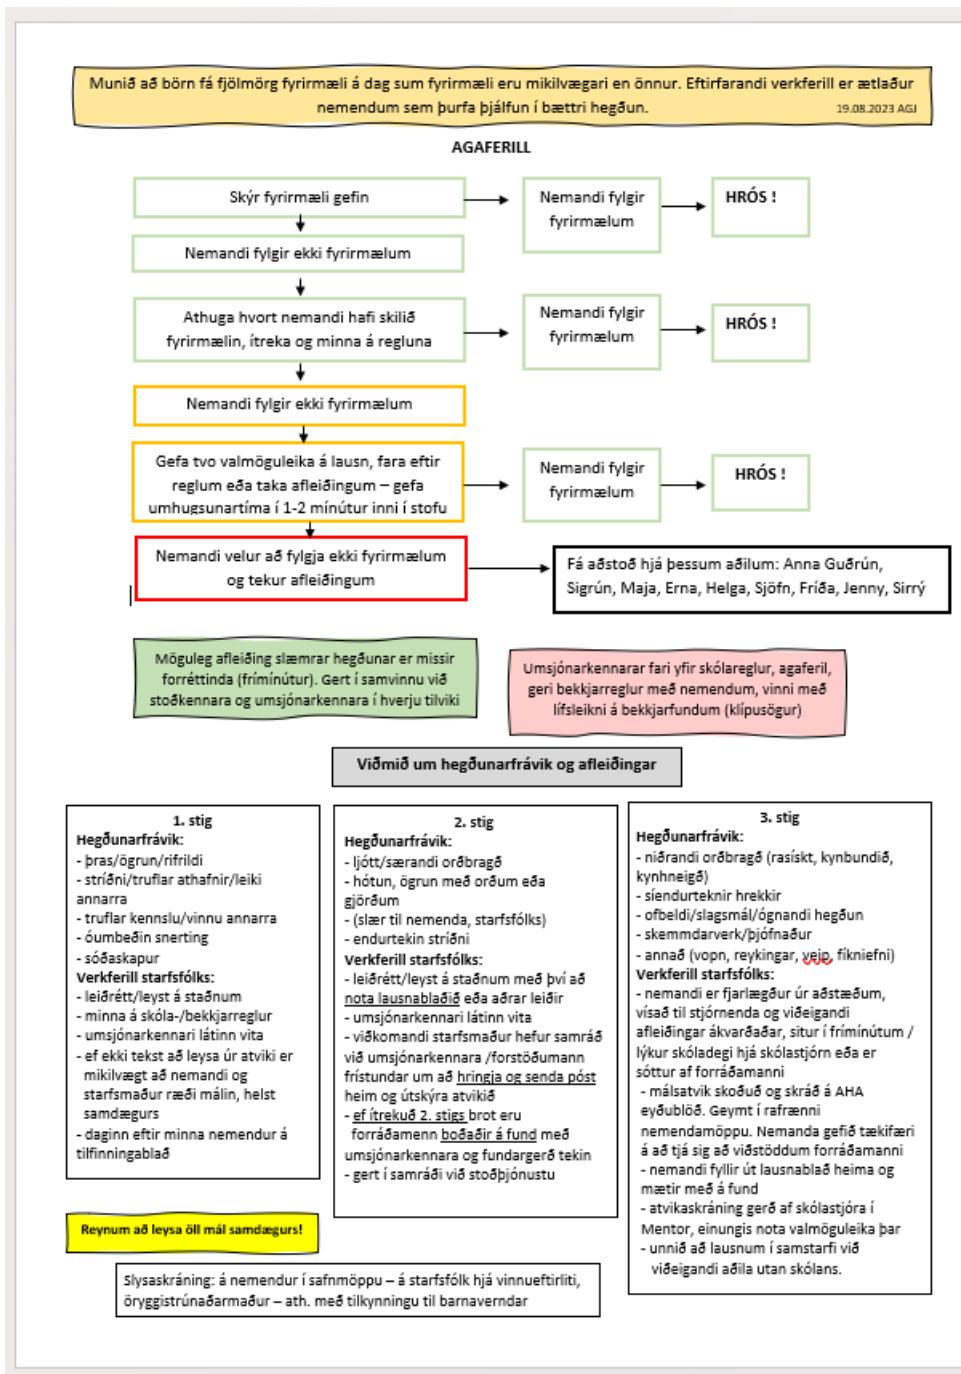 Munið að börn fá fjölmörg fyrirmæli á dag sum fyrirmæli eru mikilvægari en önnur. Eftirfarandi verkferill er ætlaður
nemendum sem þurfa þjálfun í bættri hegðun.
19.08.2023 AGJ
AGAFERILL
Skýr fyrirmæli gefin
Nemandi fylgir
fyrirmælum
HRÓS !
Nemandi fylgir ekki fyrirmælum
Athuga hvort nemandi hafi skilið
fyrirmælin, ítreka og minna á regluna
Nemandi fylgir
fyrirmælum
HRÓS !
Nemandi fylgir ekki fyrirmælum
Gefa tvo valmöguleika á lausn, fara eftir
reglum eða taka afleiðingum – gefa
umhugsunartíma í 1-2 mínútur inni í stofu
Nemandi fylgir
fyrirmælum
HRÓS !
Nemandi velur að fylgja ekki fyrirmælum
og tekur afleiðingum
Fá aðstoð hjá þessum aðilum: Anna Guðrún,
Sigrún, Maja, Erna, Helga, Sjöfn, Fríða, Jenny, Sirrý
Möguleg afleiðing slæmrar hegðunar er missir
forréttinda (frímínútur). Gert í samvinnu við
stoðkennara og umsjónarkennara í hverju tilviki
Umsjónarkennarar fari yfir skólareglur, agaferil,
geri bekkjarreglur með nemendum, vinni með
lífsleikni á bekkjarfundum (klípusögur)
Viðmið um hegðunarfrávik og afleiðingar
1. stig
Hegðunarfrávik:
- þras/ögrun/rifrildi
- stríðni/truflar athafnir/leiki
annarra
- truflar kennslu/vinnu annarra
- óumbeðin snerting
- sóðaskapur
Verkferill starfsfólks:
- leiðrétt/leyst á staðnum
- minna á skóla-/bekkjarreglur
- umsjónarkennari látinn vita
- ef ekki tekst að leysa úr atviki er
mikilvægt að nemandi og
starfsmaður ræði málin, helst
samdægurs
- daginn eftir minna nemendur á
tilfinningablað
2. stig
Hegðunarfrávik:
- ljótt/særandi orðbragð
- hótun, ögrun með orðum eða
gjörðum
- (slær til nemenda, starfsfólks)
- endurtekin stríðni
Verkferill starfsfólks:
- leiðrétt/leyst á staðnum með því að
nota lausnablaðið eða aðrar leiðir
- umsjónarkennari látinn vita
- viðkomandi starfsmaður hefur samráð
við umsjónarkennara /forstöðumann
frístundar um að hringja og senda póst
heim og útskýra atvikið
- ef ítrekuð 2. stigs brot eru
forráðamenn boðaðir á fund með
umsjónarkennara og fundargerð tekin
- gert í samráði við stoðþjónustu
3. stig
Hegðunarfrávik:
- niðrandi orðbragð (rasískt, kynbundið,
kynhneigð)
- síendurteknir hrekkir
- ofbeldi/slagsmál/ógnandi hegðun
- skemmdarverk/þjófnaður
- annað (vopn, reykingar, veip, fíkniefni)
Verkferill starfsfólks:
- nemandi er fjarlægður úr aðstæðum,
vísað til stjórnenda og viðeigandi
afleiðingar ákvarðaðar, situr í frímínútum /
lýkur skóladegi hjá skólastjórn eða er
sóttur af forráðamanni
- málsatvik skoðuð og skráð á AHA
eyðublöð. Geymt í rafrænni
nemendamöppu. Nemanda gefið tækifæri
á að tjá sig að viðstöddum forráðamanni
- nemandi fyllir út lausnablað heima og
mætir með á fund
- atvikaskráning gerð af skólastjóra í
Mentor, einungis nota valmöguleika þar
- unnið að lausnum í samstarfi við
viðeigandi aðila utan skólans.
Reynum að leysa öll mál samdægurs!
Slysaskráning: á nemendur í safnmöppu – á starfsfólk hjá vinnueftirliti,
öryggistrúnaðarmaður – ath. með tilkynningu til barnaverndar